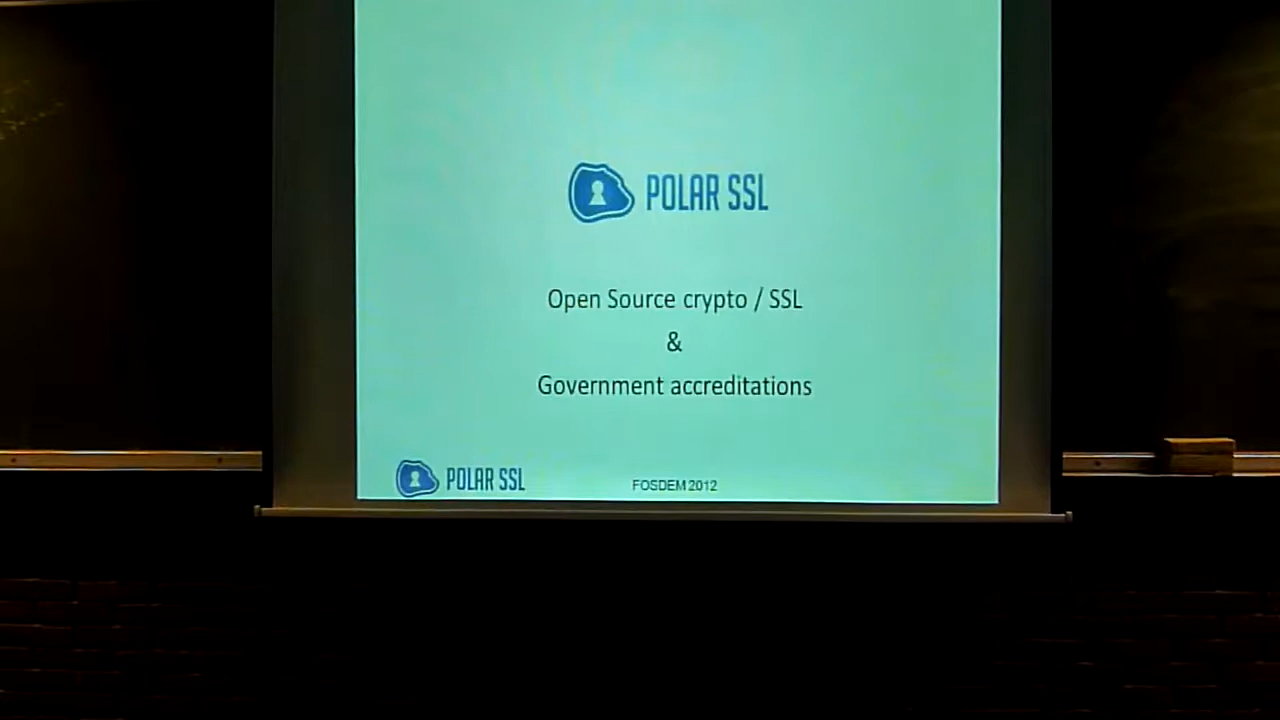 POLAR SSL
Open Source crypto / SSL
&
Government accreditations
POLAR SSL
FOSDEM 2012